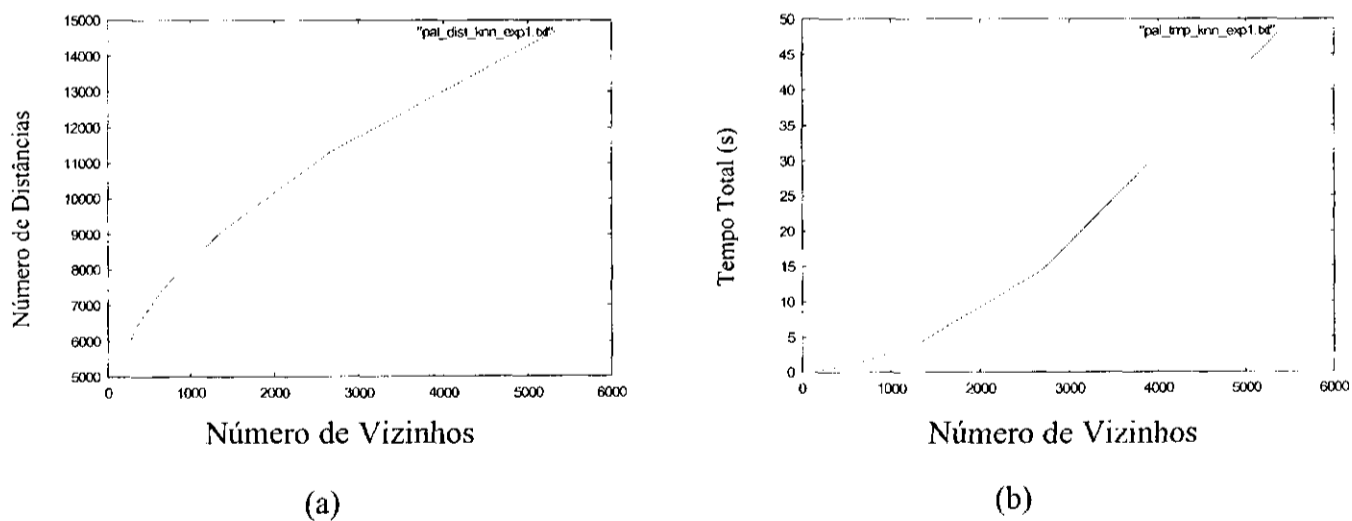 15000
14000
13000
12000
11000
10000
9000
8000
7000
6000
5000
"pal_dist_knn_exp1.txt"
Número de Distâncias
0 1000 2000 3000 4000 5000 6000
Número de Vizinhos
(a)
50
45
40
35
30
25
20
15
10
5
0
"pal_tmp_knn_exp1.txt"
Tempo Total (s)
0 1000 2000 3000 4000 5000 6000
Número de Vizinhos
(b)